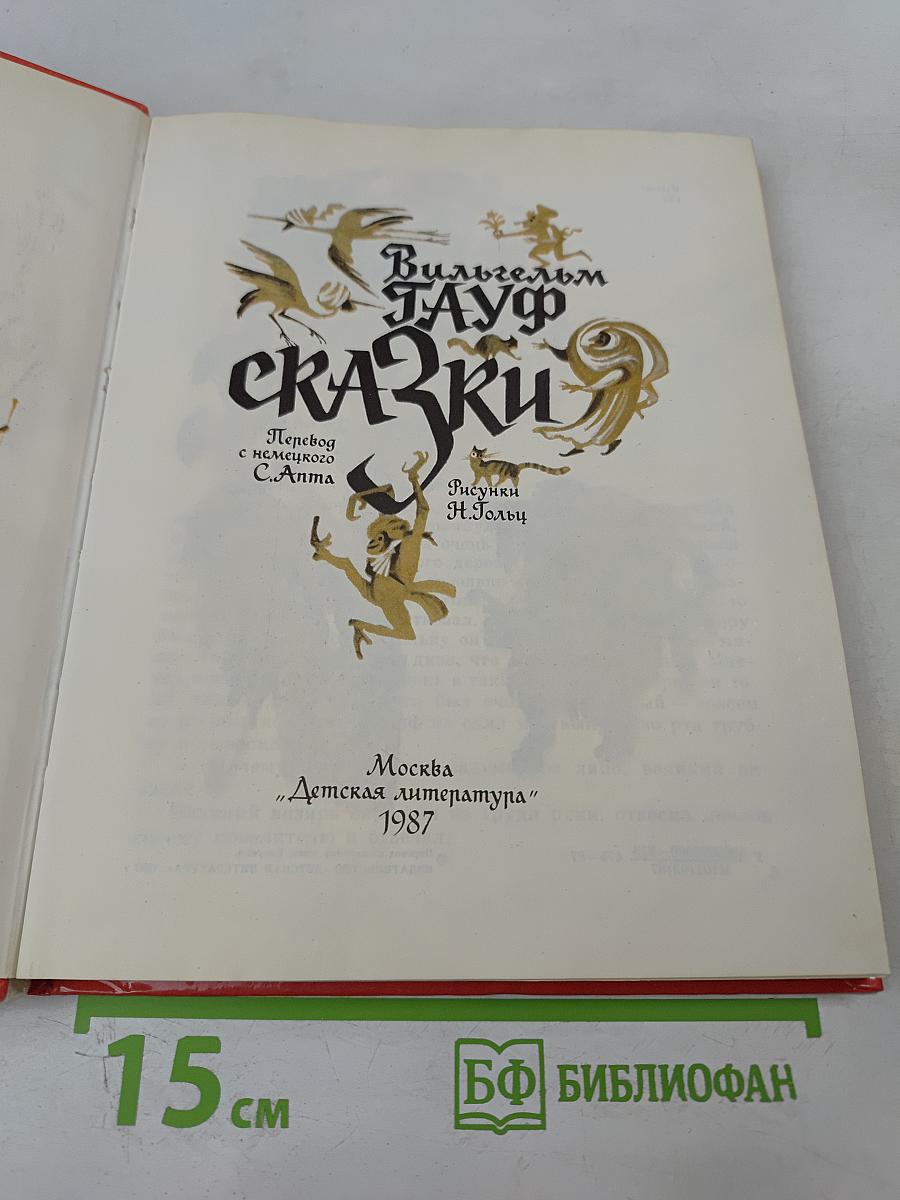 Вильгельм
ГАУФ
СКАЗКИ
Перевод
с немецкого
С.Апта
Рисунки
Н.Гольц
Москва
„Детская литература“
1987
15 см
БФ БИБЛИОФАН